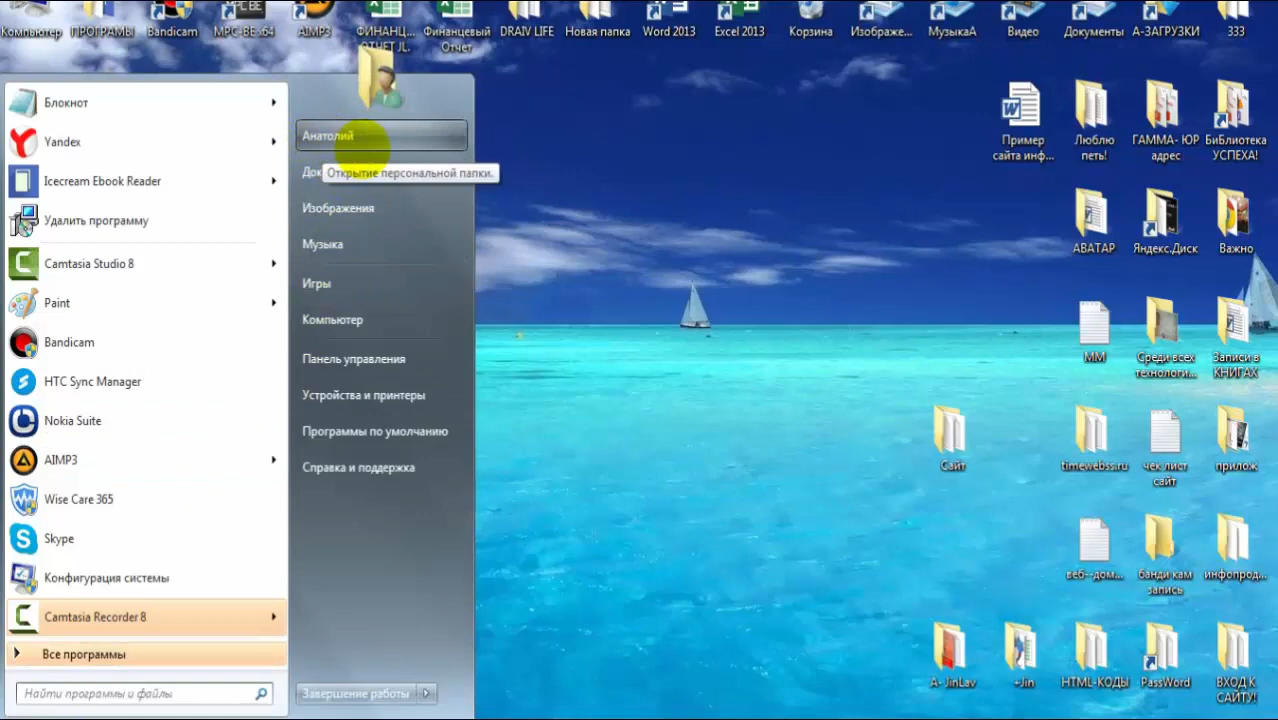 Компьютер
ПРОГРАМЫ
Bandicam
MPC-BE x64
AIMP3
ФИНАНЦ...
ОТЧЕТ JL.
Финанцевый
Отчет
DRAIV LIFE
Новая папка
Word 2013
Excel 2013
Корзина
Изображе...
МузыкаА
Видео
Документы
А-ЗАГРУЗКИ
333
Блокнот
Yandex
Icecream Ebook Reader
Удалить программу
Camtasia Studio 8
Paint
Bandicam
HTC Sync Manager
Nokia Suite
AIMP3
Wise Care 365
Skype
Конфигурация системы
Camtasia Recorder 8
Все программы
Найти программы и файлы
Анатолий
Док
Открытие персональной папки.
Изображения
Музыка
Игры
Компьютер
Панель управления
Устройства и принтеры
Программы по умолчанию
Справка и поддержка
Завершение работы
Пример
сайта инф...
Люблю
петь!
ГАММА- ЮР
адрес
БиБлиотека
УСПЕХА!
АВАТАР
Яндекс.Диск
Важно
ММ
Среди всех
технологи...
Записи в
КНИГАХ
Сайт
timewebss.ru
чек лист
сайт
прилож
веб--дом...
банди кам
запись
инфопрод...
А- JinLav
+Jin
HTML-КОДЫ
PassWord
ВХОД К
САЙТУ!